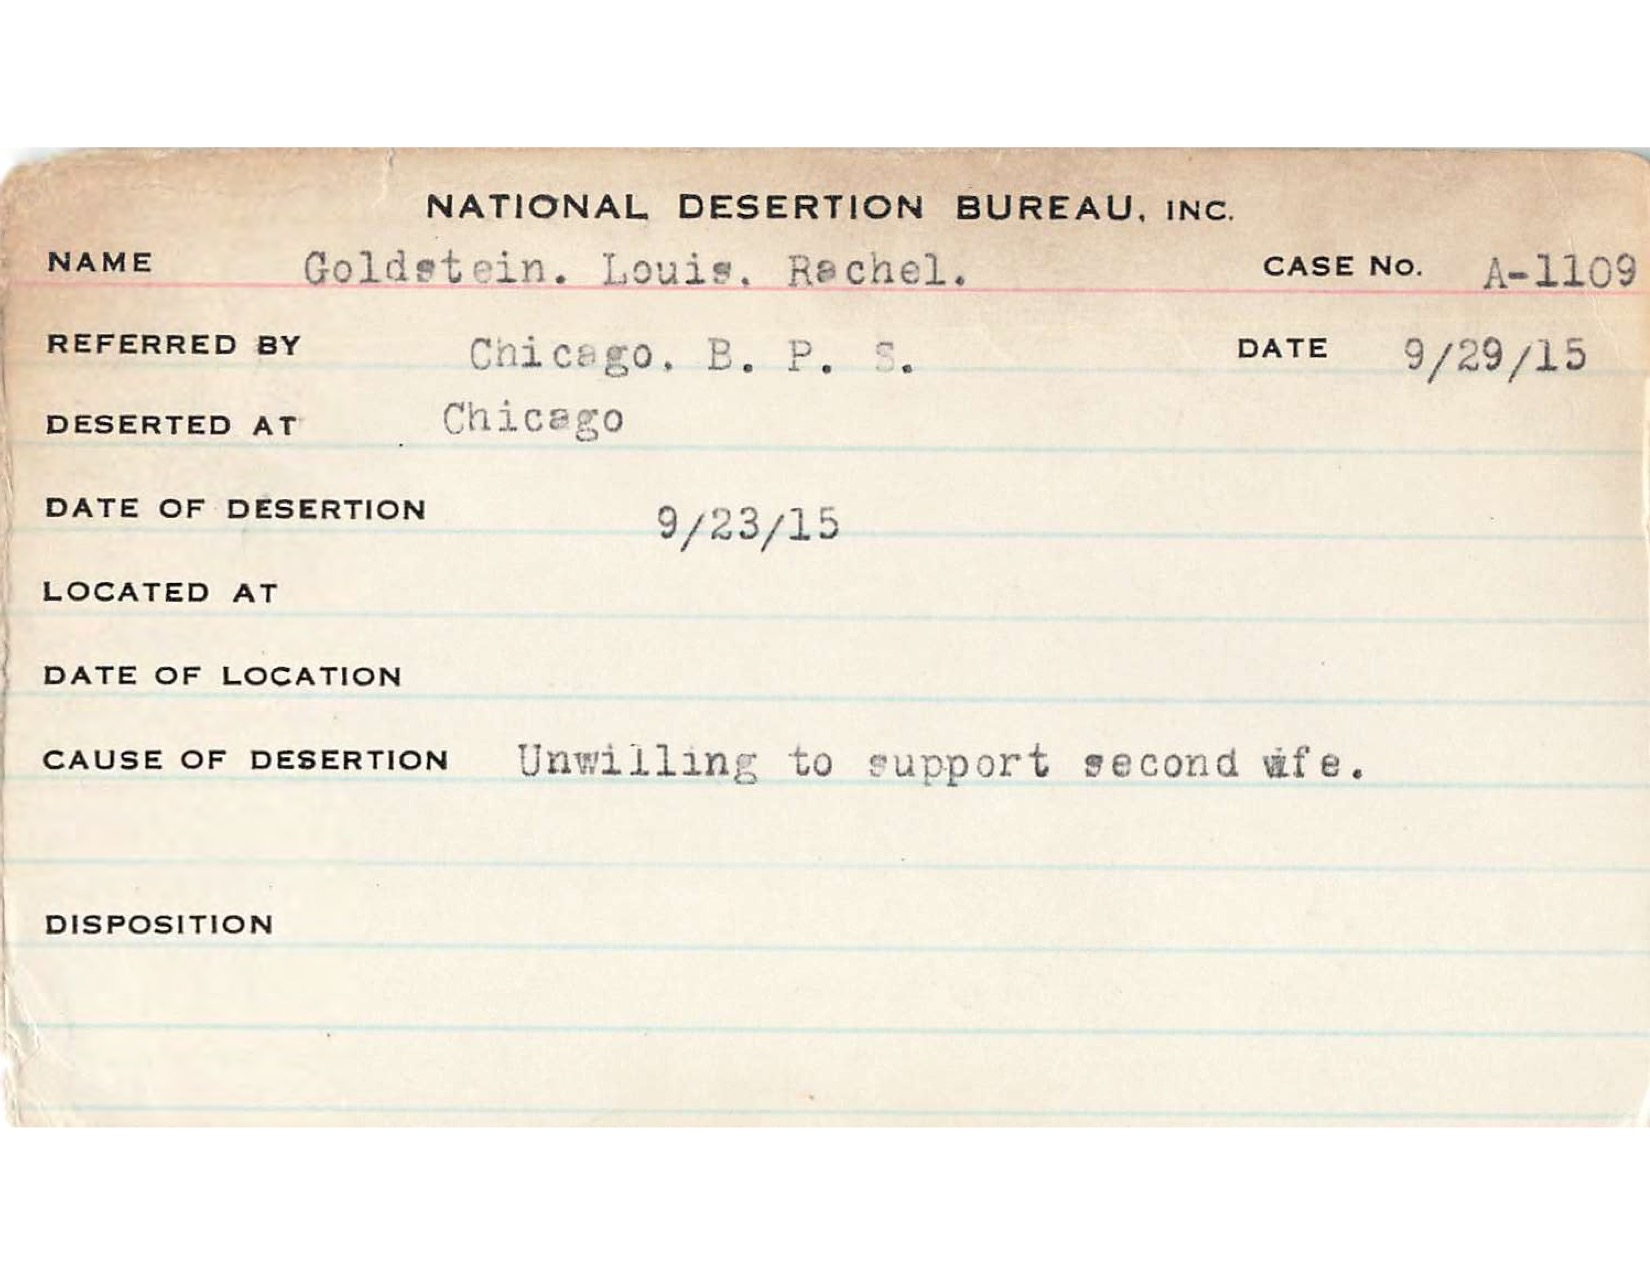 NATIONAL DESERTION BUREAU, INC.
NAME Goldstein. Louis. Rachel. CASE No. A-1109
REFERRED BY Chicago. B. P. S. DATE 9/29/15
DESERTED AT Chicago
DATE OF DESERTION 9/23/15
LOCATED AT
DATE OF LOCATION
CAUSE OF DESERTION Unwilling to support second wife.
DISPOSITION